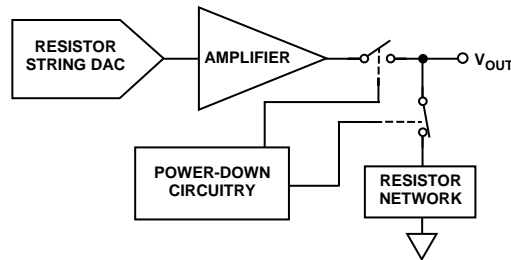 RESISTOR
STRING DAC
AMPLIFIER
VOUT
POWER-DOWN
CIRCUITRY
RESISTOR
NETWORK